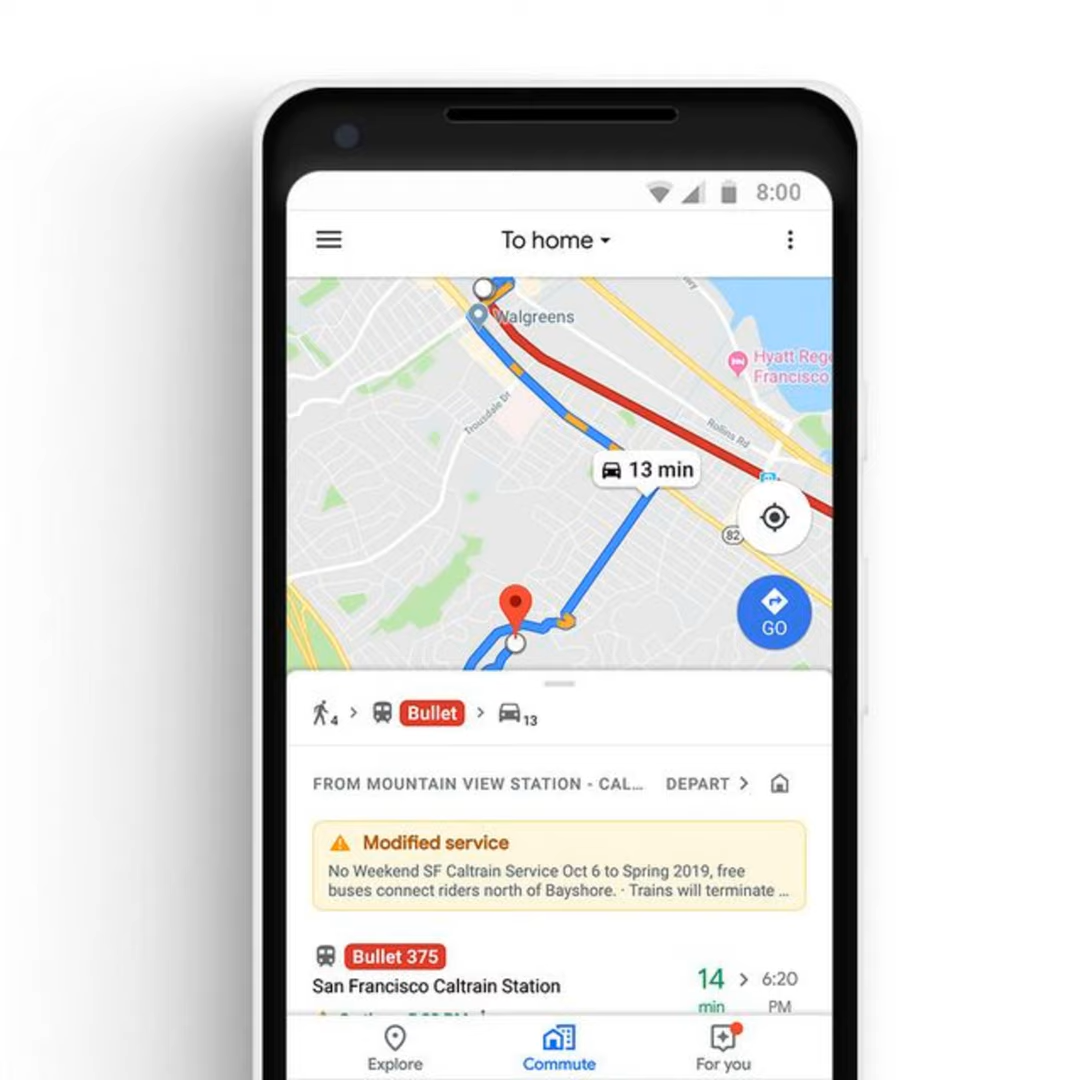 8:00
To home
Walgreens
Hyatt Rege
Francisco
Trousdale Dr
Rollins Rd
13 min
82
GO
4 > Bullet > 13
FROM MOUNTAIN VIEW STATION - CAL... DEPART >
Modified service
No Weekend SF Caltrain Service Oct 6 to Spring 2019, free
buses connect riders north of Bayshore. · Trains will terminate ...
Bullet 375
San Francisco Caltrain Station
14 > 6:20
min PM
Explore
Commute
For you